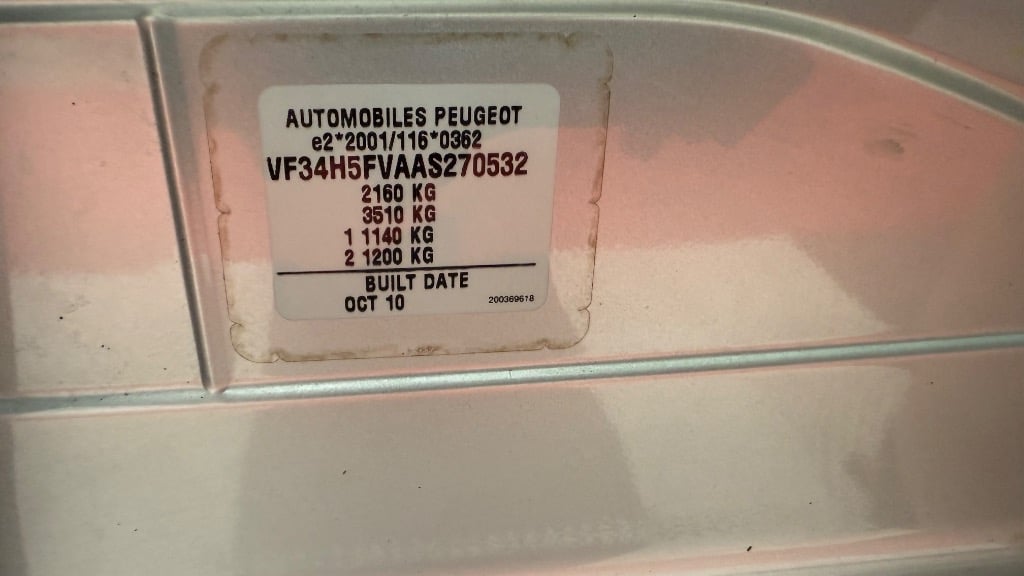 AUTOMOBILES PEUGEOT
e2*2001/116*0362
VF34H5FVAAS270532
2160 KG
3510 KG
1 1140 KG
2 1200 KG
BUILT DATE
OCT 10
200369678